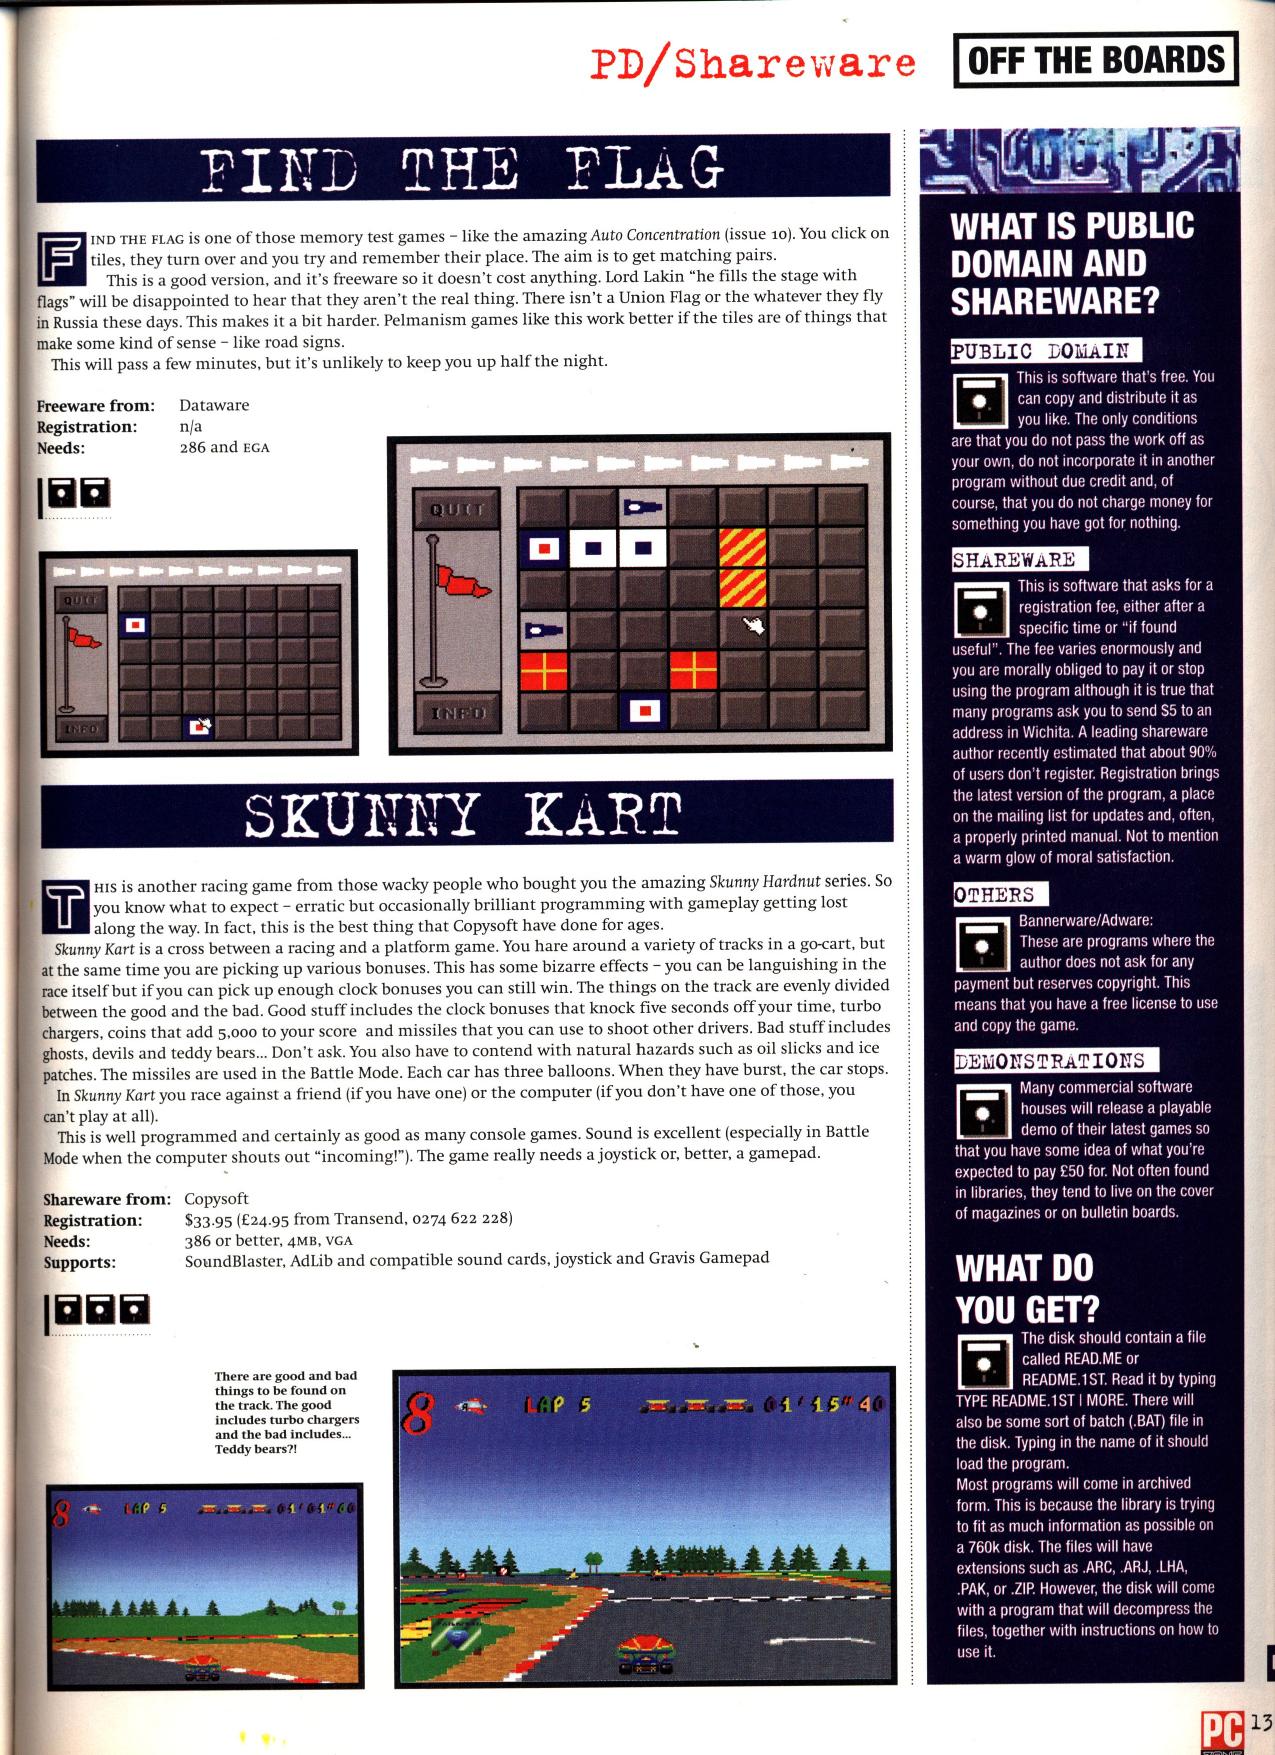 PD/Shareware
OFF THE BOARDS
FIND THE FLAG
FIND THE FLAG is one of those memory test games – like the amazing Auto Concentration (issue 10). You click on
tiles, they turn over and you try and remember their place. The aim is to get matching pairs.
This is a good version, and it's freeware so it doesn't cost anything. Lord Lakin "he fills the stage with
flags" will be disappointed to hear that they aren't the real thing. There isn't a Union Flag or the whatever they fly
in Russia these days. This makes it a bit harder. Pelmanism games like this work better if the tiles are of things that
make some kind of sense – like road signs.
This will pass a few minutes, but it's unlikely to keep you up half the night.
Freeware from: Dataware
Registration: n/a
Needs: 286 and EGA
QUIT
INFO
QUIT
INFO
SKUNNY KART
THIS is another racing game from those wacky people who bought you the amazing Skunny Hardnut series. So
you know what to expect – erratic but occasionally brilliant programming with gameplay getting lost
along the way. In fact, this is the best thing that Copysoft have done for ages.
Skunny Kart is a cross between a racing and a platform game. You hare around a variety of tracks in a go-cart, but
at the same time you are picking up various bonuses. This has some bizarre effects – you can be languishing in the
race itself but if you can pick up enough clock bonuses you can still win. The things on the track are evenly divided
between the good and the bad. Good stuff includes the clock bonuses that knock five seconds off your time, turbo
chargers, coins that add 5,000 to your score and missiles that you can use to shoot other drivers. Bad stuff includes
ghosts, devils and teddy bears... Don't ask. You also have to contend with natural hazards such as oil slicks and ice
patches. The missiles are used in the Battle Mode. Each car has three balloons. When they have burst, the car stops.
In Skunny Kart you race against a friend (if you have one) or the computer (if you don't have one of those, you
can't play at all).
This is well programmed and certainly as good as many console games. Sound is excellent (especially in Battle
Mode when the computer shouts out "incoming!"). The game really needs a joystick or, better, a gamepad.
Shareware from: Copysoft
Registration: $33.95 (£24.95 from Transend, 0274 622 228)
Needs: 386 or better, 4MB, VGA
Supports: SoundBlaster, AdLib and compatible sound cards, joystick and Gravis Gamepad
There are good and bad
things to be found on
the track. The good
includes turbo chargers
and the bad includes...
Teddy bears?!
8 LAP 5 01'01"60
8 LAP 5 01'15"40
WHAT IS PUBLIC
DOMAIN AND
SHAREWARE?
PUBLIC DOMAIN
This is software that's free. You
can copy and distribute it as
you like. The only conditions
are that you do not pass the work off as
your own, do not incorporate it in another
program without due credit and, of
course, that you do not charge money for
something you have got for nothing.
SHAREWARE
This is software that asks for a
registration fee, either after a
specific time or "if found
useful". The fee varies enormously and
you are morally obliged to pay it or stop
using the program although it is true that
many programs ask you to send $5 to an
address in Wichita. A leading shareware
author recently estimated that about 90%
of users don't register. Registration brings
the latest version of the program, a place
on the mailing list for updates and, often,
a properly printed manual. Not to mention
a warm glow of moral satisfaction.
OTHERS
Bannerware/Adware:
These are programs where the
author does not ask for any
payment but reserves copyright. This
means that you have a free license to use
and copy the game.
DEMONSTRATIONS
Many commercial software
houses will release a playable
demo of their latest games so
that you have some idea of what you're
expected to pay £50 for. Not often found
in libraries, they tend to live on the cover
of magazines or on bulletin boards.
WHAT DO
YOU GET?
The disk should contain a file
called READ.ME or
README.1ST. Read it by typing
TYPE README.1ST | MORE. There will
also be some sort of batch (.BAT) file in
the disk. Typing in the name of it should
load the program.
Most programs will come in archived
form. This is because the library is trying
to fit as much information as possible on
a 760k disk. The files will have
extensions such as .ARC, .ARJ, .LHA,
.PAK, or .ZIP. However, the disk will come
with a program that will decompress the
files, together with instructions on how to
use it.
PC
13